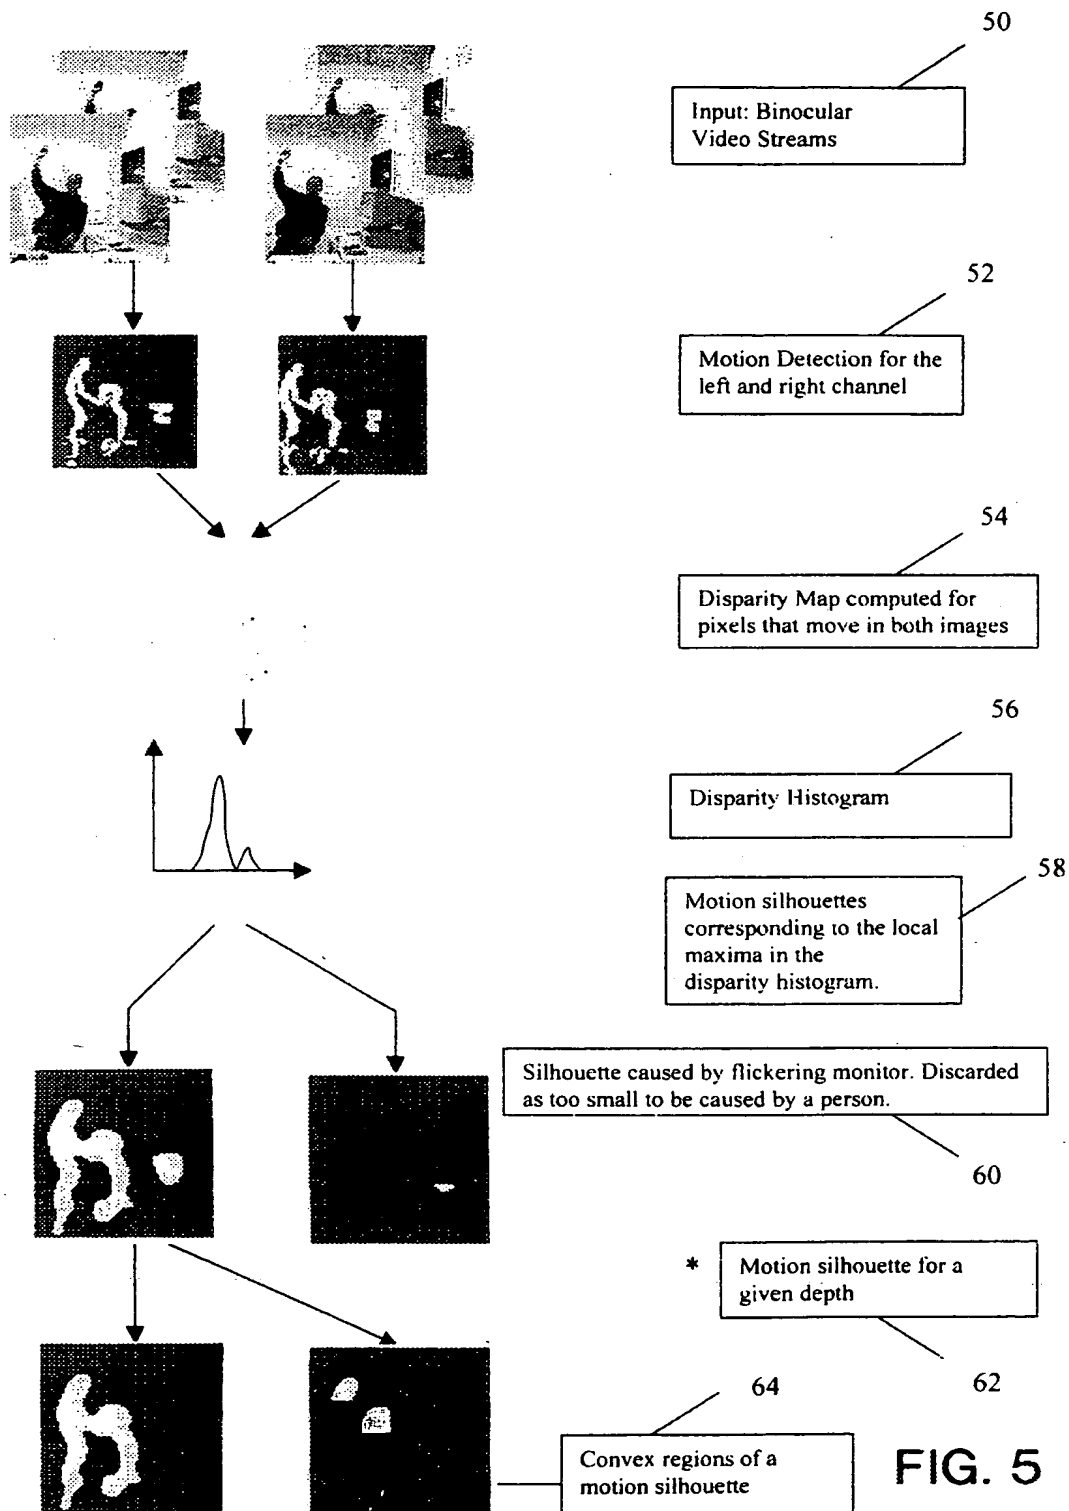 50
Input: Binocular
Video Streams
52
Motion Detection for the
left and right channel
54
Disparity Map computed for
pixels that move in both images
56
Disparity Histogram
58
Motion silhouettes
corresponding to the local
maxima in the
disparity histogram.
Silhouette caused by flickering monitor. Discarded
as too small to be caused by a person.
60
* Motion silhouette for a
given depth
62
64
Convex regions of a
motion silhouette
FIG. 5